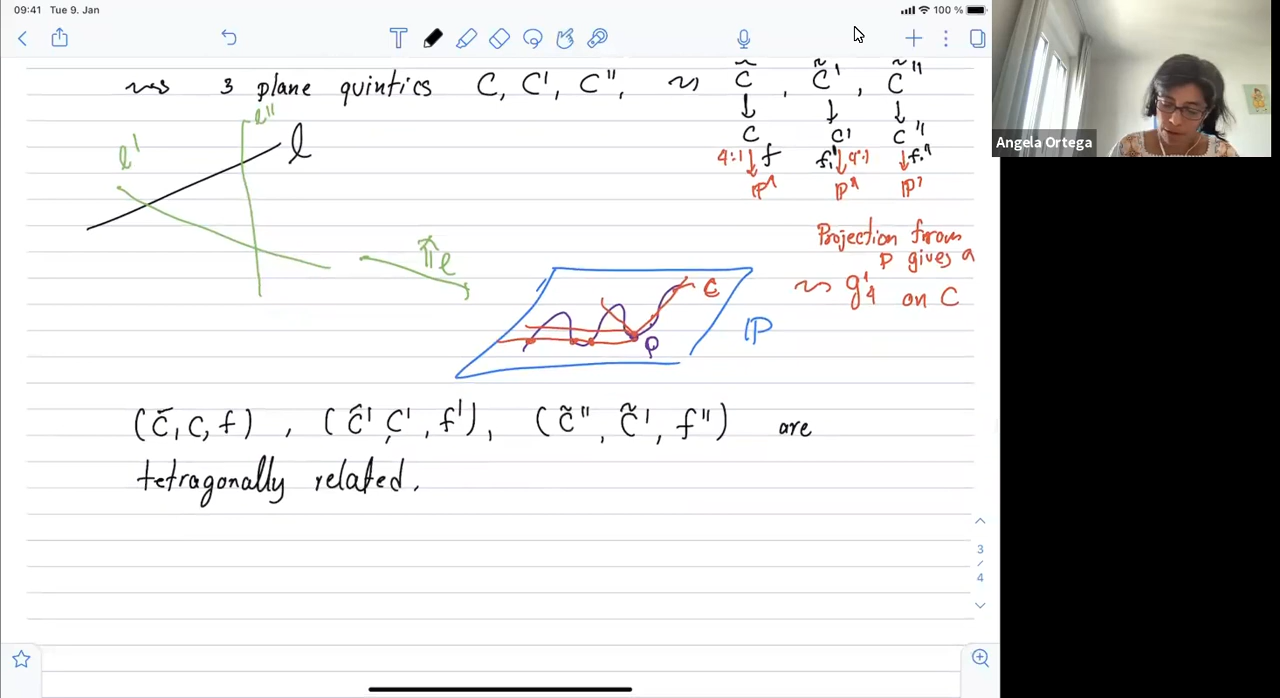 09:41 Tue 9. Jan
100 %
⇝ 3 plane quintics C, C', C'', ⇝ C̃, C̃', C̃''
↓ ↓ ↓
C C' C''
4:1 ↓ f f' ↓ 4:1 ↓ f''
ℙ¹ ℙ¹ ℙ¹
l' l'' l
Projection from
p gives a
⇝ g¹₄ on C
π_l
C
P
ℙ
(C̃, C, f), (C̃', C', f'), (C̃'', C̃', f'') are
tetragonally related.
3
/
4
Angela Ortega